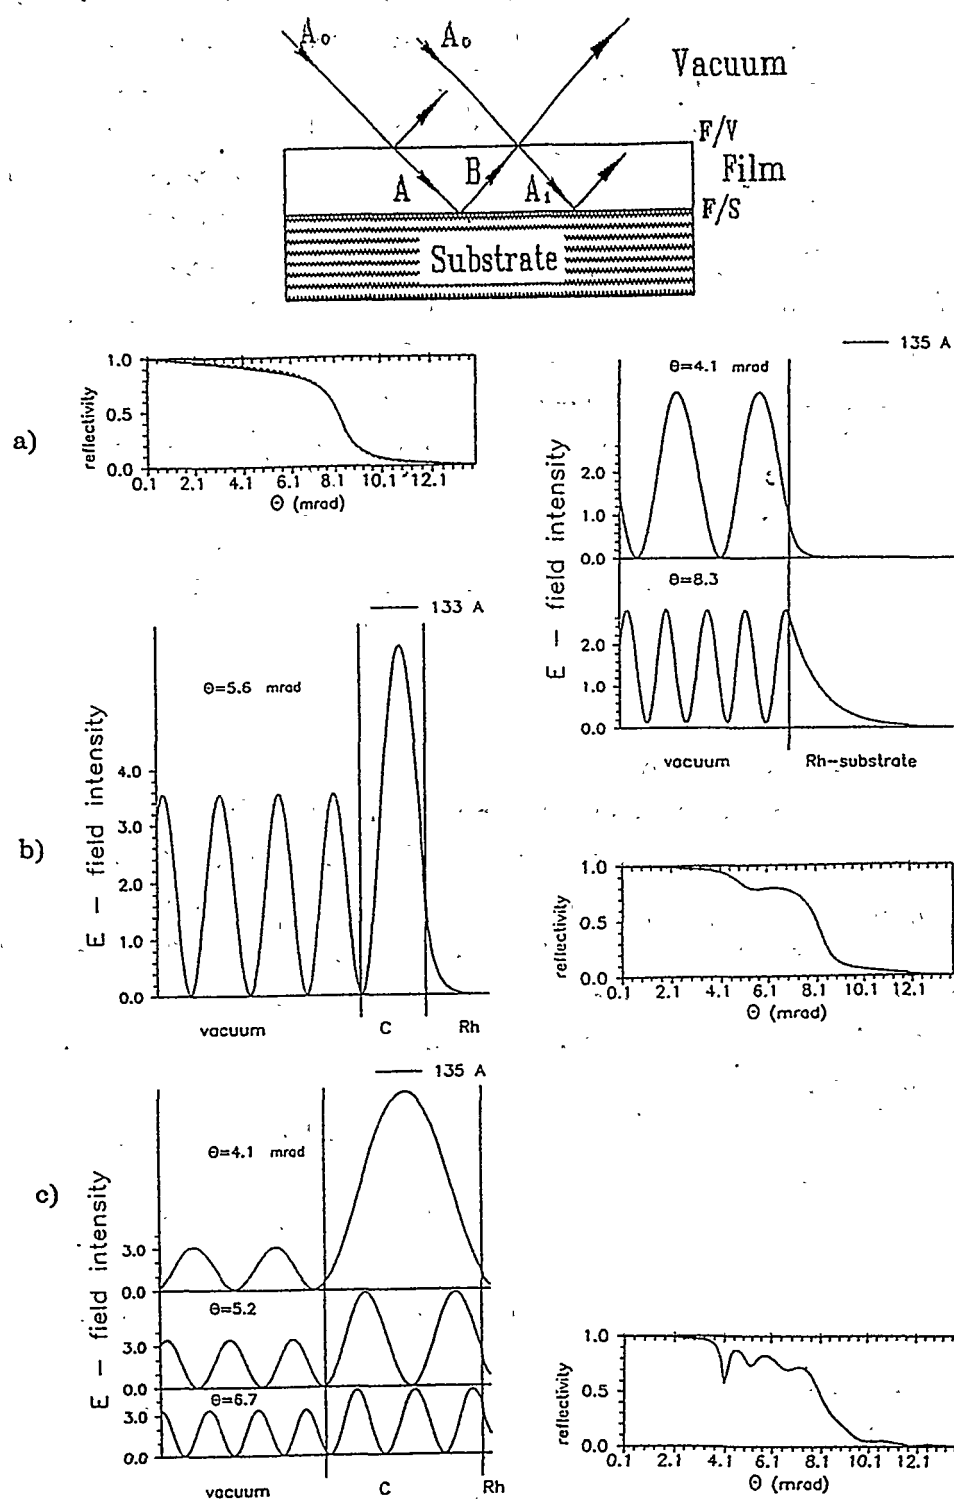 A₀ A₀
Vacuum
F/V
A B A₁ Film
F/S
Substrate
a)
reflectivity
1.0
0.5
0.0
0.1 2.1 4.1 6.1 8.1 10.1 12.1
Θ (mrad)
135 A
Θ=4.1 mrad
E – field intensity
2.0
1.0
0.0
Θ=8.3
2.0
1.0
0.0
vacuum Rh-substrate
b)
133 A
Θ=5.6 mrad
E – field intensity
4.0
3.0
2.0
1.0
0.0
vacuum C Rh
reflectivity
1.0
0.5
0.0
0.1 2.1 4.1 6.1 8.1 10.1 12.1
Θ (mrad)
c)
135 A
Θ=4.1 mrad
E – field intensity
3.0
0.0
Θ=5.2
3.0
0.0
Θ=6.7
3.0
0.0
vacuum C Rh
reflectivity
1.0
0.5
0.0
0.1 2.1 4.1 6.1 8.1 10.1 12.1
Θ (mrad)